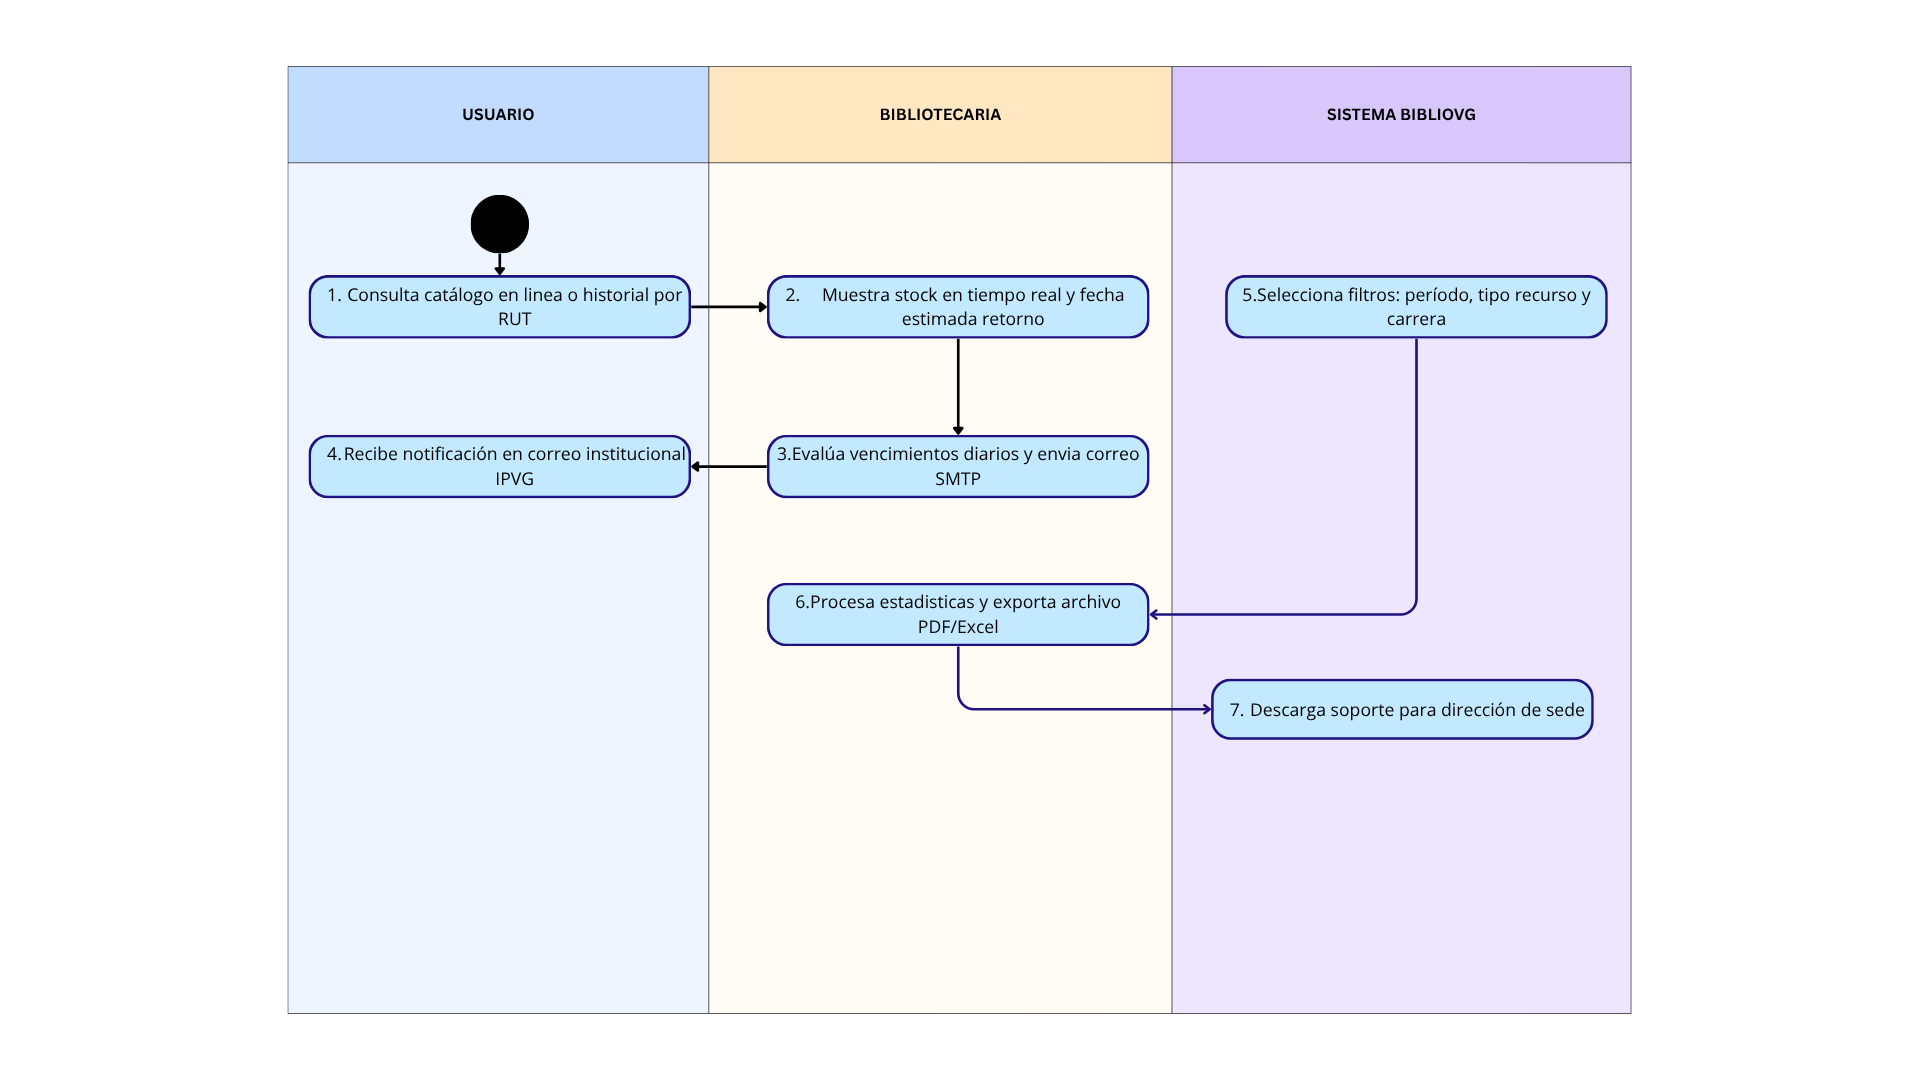 USUARIO
BIBLIOTECARIA
SISTEMA BIBLIOVG
1. Consulta catálogo en linea o historial por
RUT
2. Muestra stock en tiempo real y fecha
estimada retorno
5.Selecciona filtros: período, tipo recurso y
carrera
4.Recibe notificación en correo institucional
IPVG
3.Evalúa vencimientos diarios y envia correo
SMTP
6.Procesa estadisticas y exporta archivo
PDF/Excel
7. Descarga soporte para dirección de sede